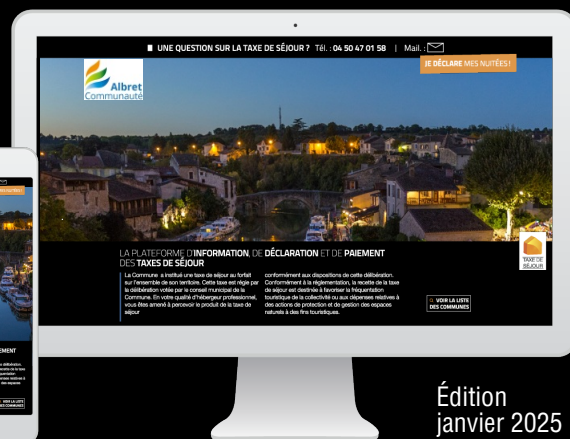 ■ UNE QUESTION SUR LA TAXE DE SÉJOUR ? Tél. : 04 50 47 01 58 | Mail. :
JE DÉCLARE MES NUITÉES !
Albret
Communauté
LA PLATEFORME D'INFORMATION, DE DÉCLARATION ET DE PAIEMENT
DES TAXES DE SÉJOUR
La Commune a institué une taxe de séjour au forfait
sur l'ensemble de son territoire. Cette taxe est régie par
la délibération votée par le conseil municipal de la
Commune. En votre qualité d'hébergeur professionnel,
vous êtes amené à percevoir le produit de la taxe de
séjour
conformément aux dispositions de cette délibération.
Conformément à la réglementation, la recette de la taxe
de séjour est destinée à favoriser la fréquentation
touristique de la collectivité ou aux dépenses relatives à
des actions de protection et de gestion des espaces
naturels à des fins touristiques.
TAXE DE
SÉJOUR
VOIR LA LISTE
DES COMMUNES
Édition
janvier 2025